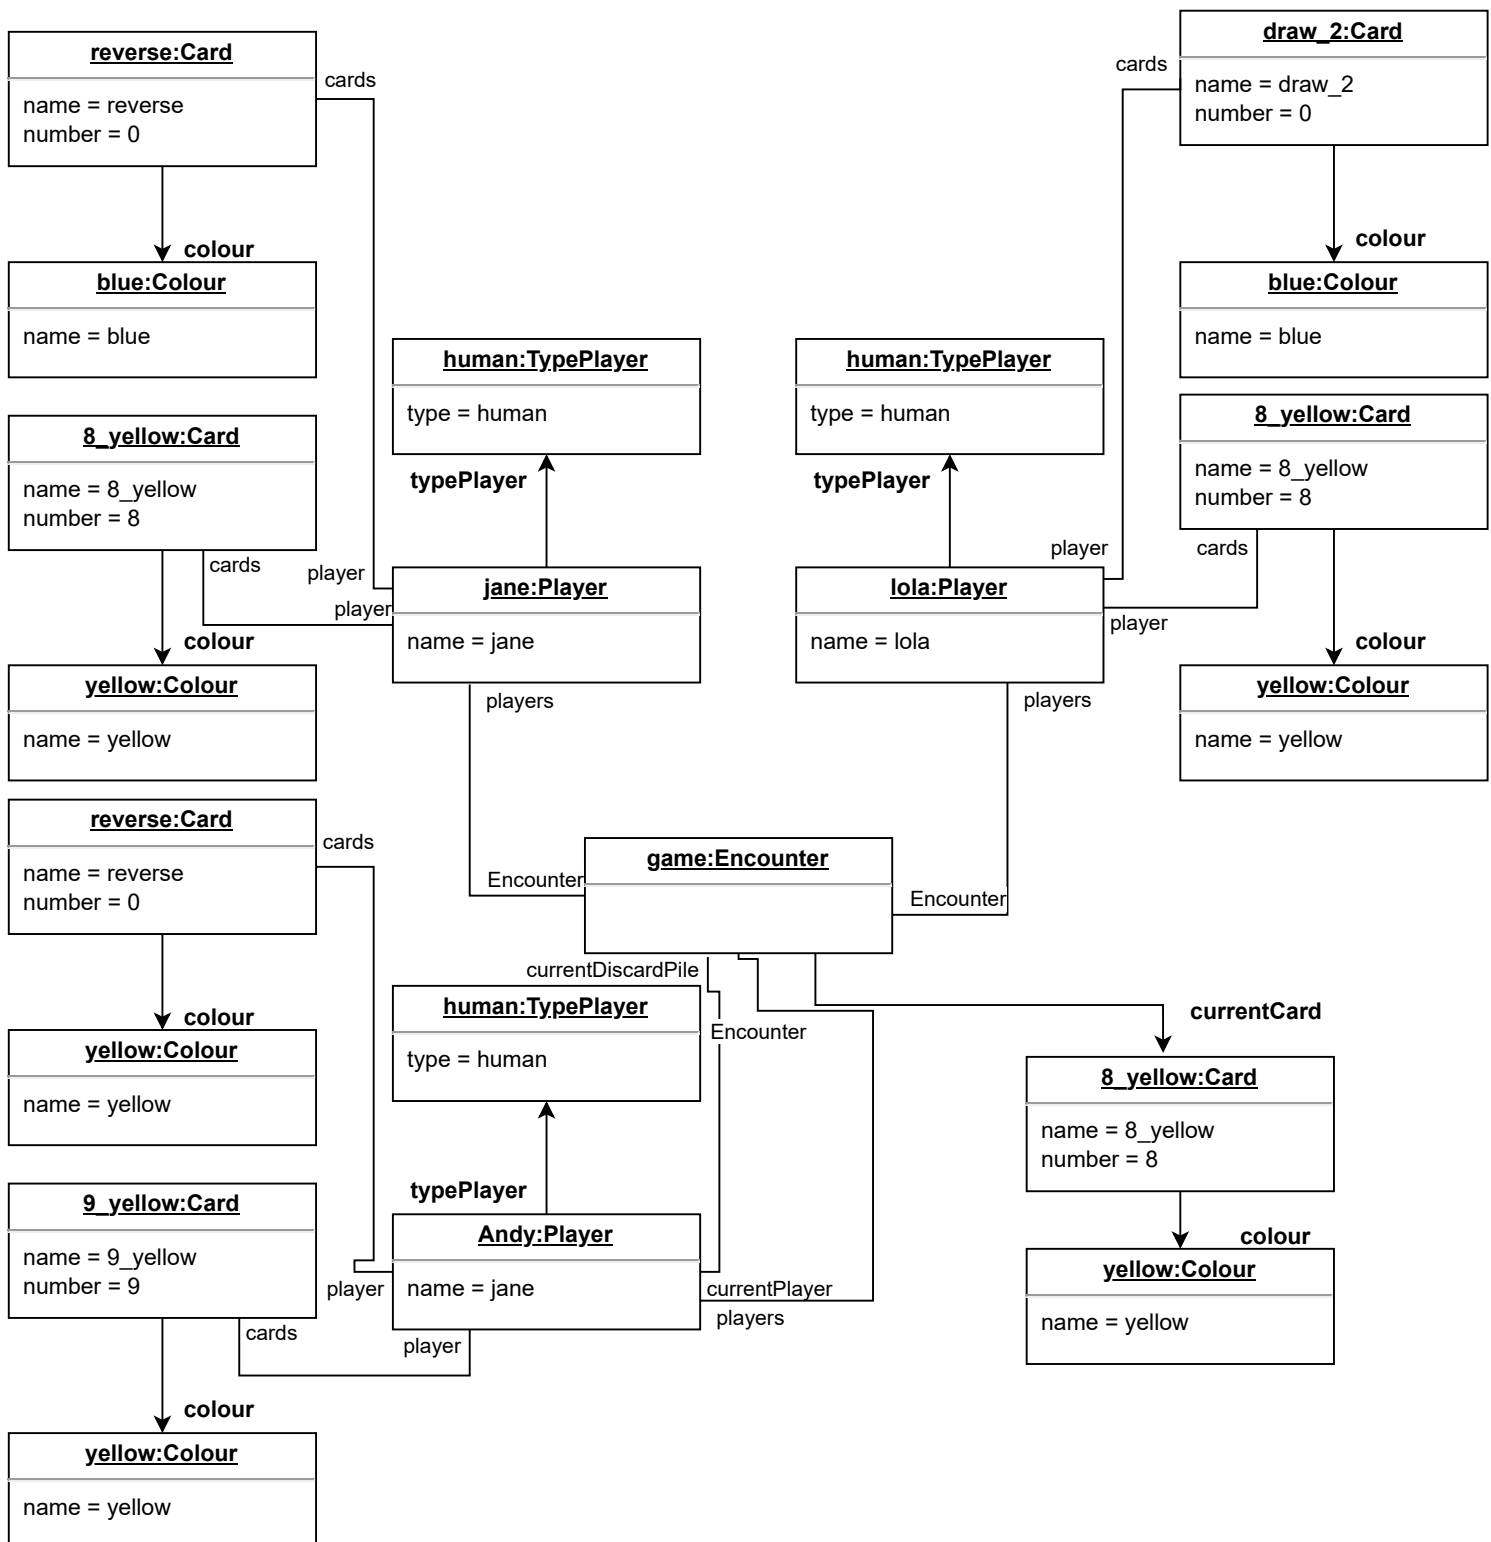 reverse:Card
name = reverse
number = 0
cards
colour
blue:Colour
name = blue
8_yellow:Card
name = 8_yellow
number = 8
cards
player
player
colour
yellow:Colour
name = yellow
human:TypePlayer
type = human
typePlayer
jane:Player
name = jane
players
human:TypePlayer
type = human
typePlayer
lola:Player
name = lola
players
draw_2:Card
name = draw_2
number = 0
cards
colour
blue:Colour
name = blue
8_yellow:Card
name = 8_yellow
number = 8
player
cards
player
colour
yellow:Colour
name = yellow
game:Encounter
Encounter
Encounter
currentDiscardPile
Encounter
reverse:Card
name = reverse
number = 0
cards
colour
yellow:Colour
name = yellow
human:TypePlayer
type = human
typePlayer
Andy:Player
name = jane
player
currentPlayer
players
player
9_yellow:Card
name = 9_yellow
number = 9
cards
colour
yellow:Colour
name = yellow
currentCard
8_yellow:Card
name = 8_yellow
number = 8
colour
yellow:Colour
name = yellow